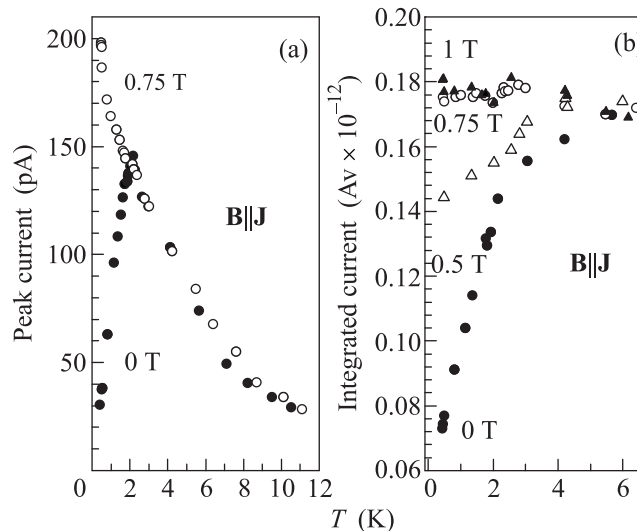 (a)
200
0.75 T
150
B||J
100
50
0 T
0
2
4
6
8
10
12
Peak current (pA)
(b)
0.20
1 T
0.18
0.75 T
0.16
0.14
0.5 T
B||J
0.12
0.10
0.08
0 T
0.06
0
2
4
6
Integrated current (Av × 10⁻¹²)
T (K)